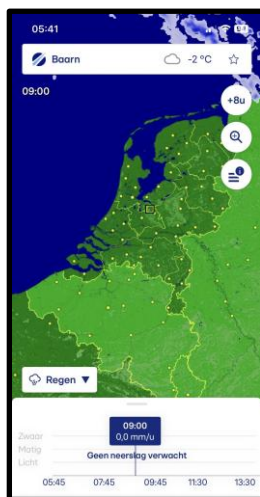 05:41
Baarn -2 °C
09:00
+8u
Regen ▼
09:00
0,0 mm/u
Zwaar
Matig
Geen neerslag verwacht
Licht
05:45 07:45 09:45 11:30 13:30